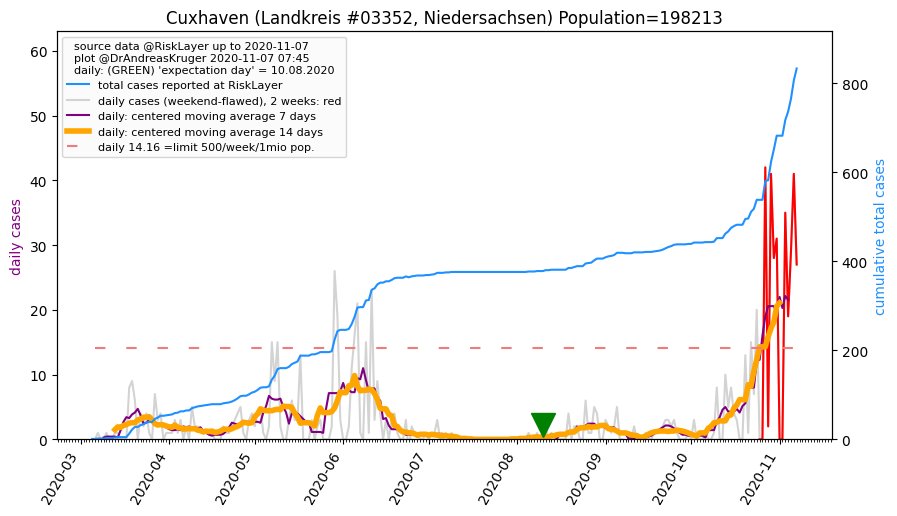 Cuxhaven (Landkreis #03352, Niedersachsen) Population=198213
source data @RiskLayer up to 2020-11-07
plot @DrAndreasKruger 2020-11-07 07:45
daily: (GREEN) 'expectation day' = 10.08.2020
total cases reported at RiskLayer
daily cases (weekend-flawed), 2 weeks: red
daily: centered moving average 7 days
daily: centered moving average 14 days
daily 14.16 =limit 500/week/1mio pop.
daily cases
60
50
40
30
20
10
0
cumulative total cases
800
600
400
200
0
2020-03
2020-04
2020-05
2020-06
2020-07
2020-08
2020-09
2020-10
2020-11